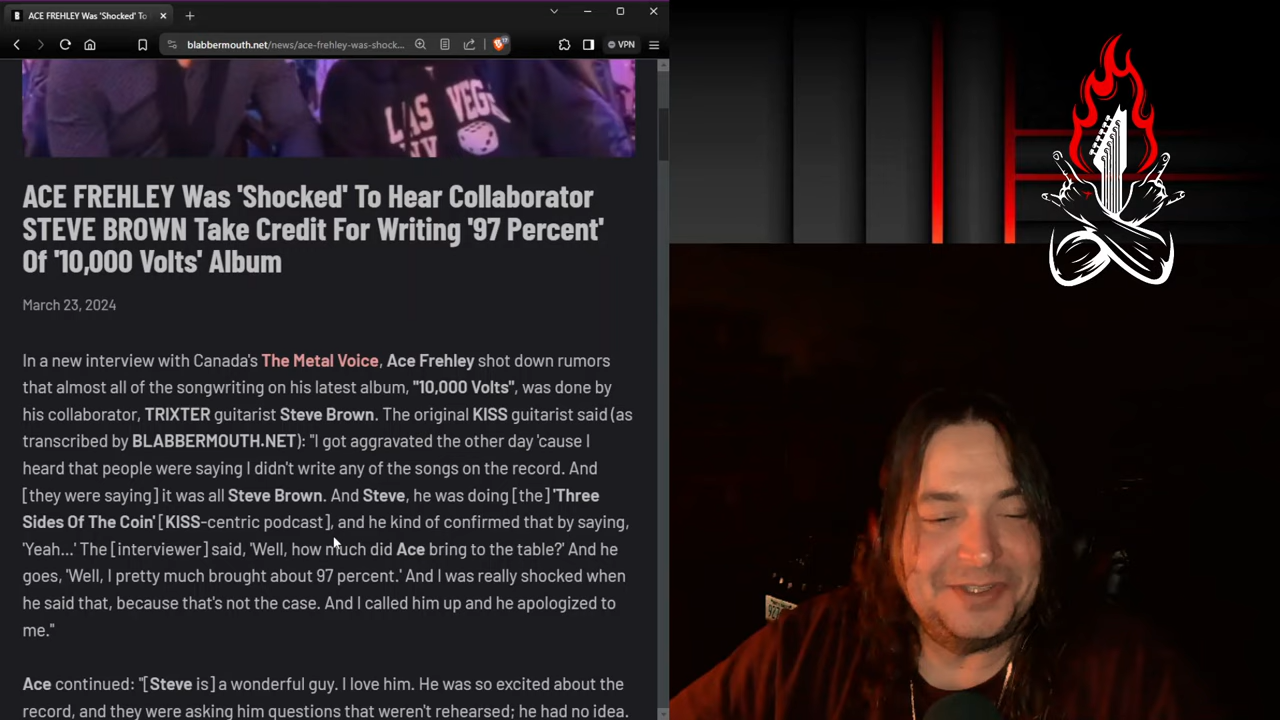 ACE FREHLEY Was 'Shocked' To
blabbermouth.net/news/ace-frehley-was-shock...
17
VPN
LAS VEGAS
ACE FREHLEY Was 'Shocked' To Hear Collaborator
STEVE BROWN Take Credit For Writing '97 Percent'
Of '10,000 Volts' Album
March 23, 2024
In a new interview with Canada's The Metal Voice, Ace Frehley shot down rumors
that almost all of the songwriting on his latest album, "10,000 Volts", was done by
his collaborator, TRIXTER guitarist Steve Brown. The original KISS guitarist said (as
transcribed by BLABBERMOUTH.NET): "I got aggravated the other day 'cause I
heard that people were saying I didn't write any of the songs on the record. And
[they were saying] it was all Steve Brown. And Steve, he was doing [the] 'Three
Sides Of The Coin' [KISS-centric podcast], and he kind of confirmed that by saying,
'Yeah...' The [interviewer] said, 'Well, how much did Ace bring to the table?' And he
goes, 'Well, I pretty much brought about 97 percent.' And I was really shocked when
he said that, because that's not the case. And I called him up and he apologized to
me."
Ace continued: "[Steve is] a wonderful guy. I love him. He was so excited about the
record, and they were asking him questions that weren't rehearsed; he had no idea.